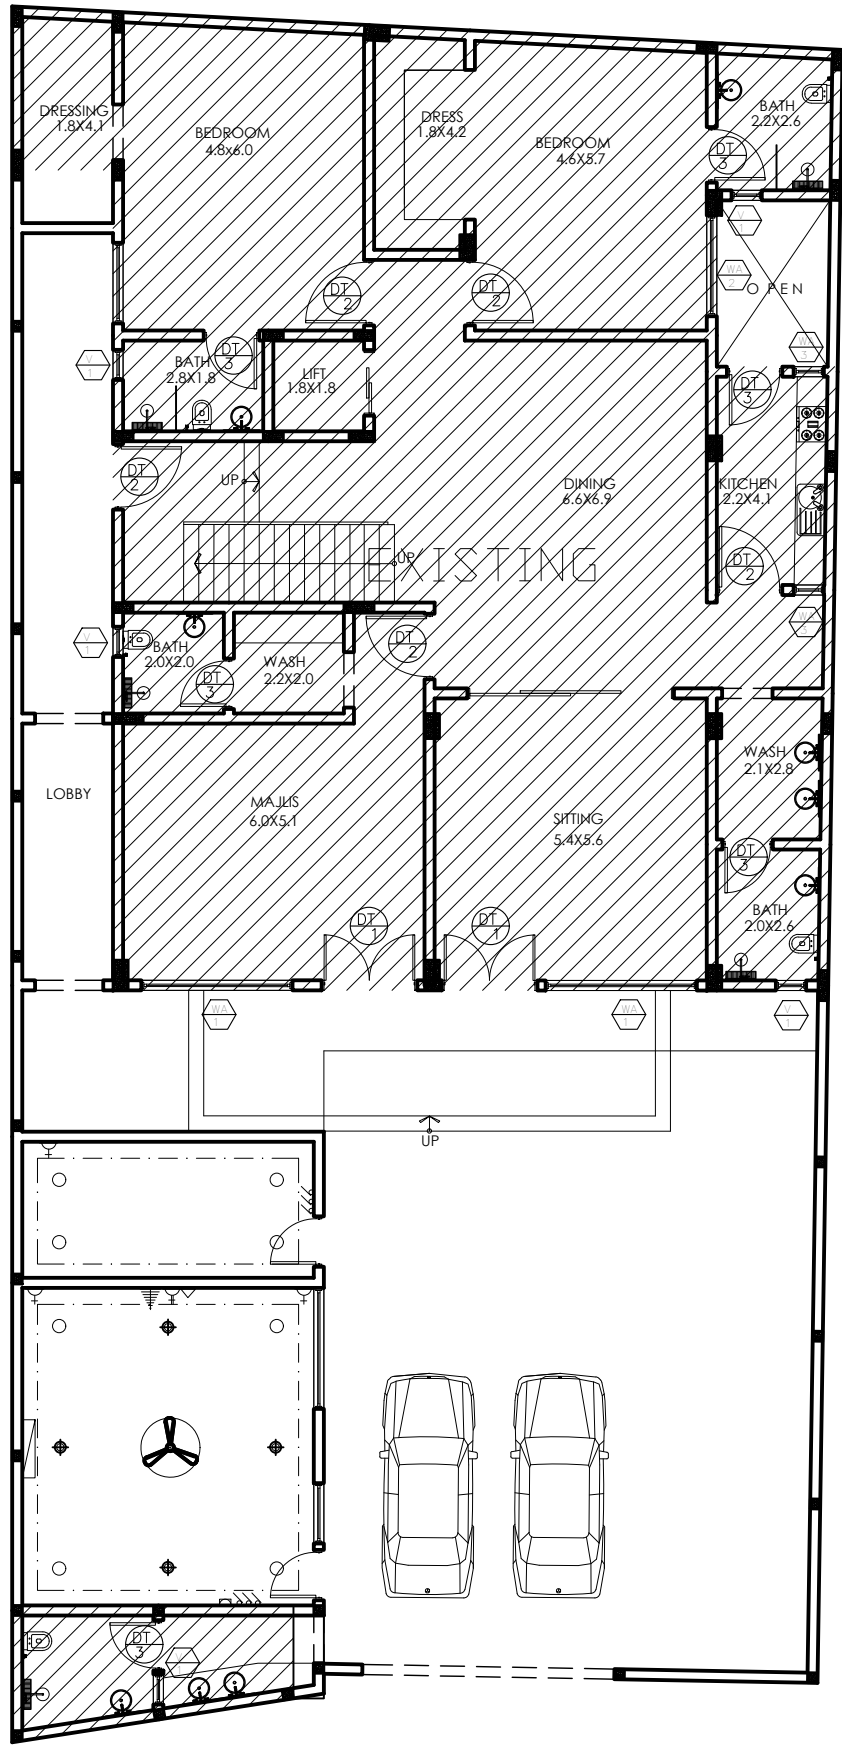 DRESSING
1.8X4.1
BEDROOM
4.8x6.0
DRESS
1.8X4.2
BEDROOM
4.6X5.7
BATH
2.2X2.6
DT
3
V
1
WA
2
OPEN
DT
2
DT
2
WA
3
V
1
BATH
2.8X1.8
DT
3
LIFT
1.8X1.8
DT
3
DT
2
UP
DINING
6.6X6.9
KITCHEN
2.2X4.1
UP
EXISTING
DT
2
V
1
BATH
2.0X2.0
WASH
2.2X2.0
DT
2
DT
3
LOBBY
MAJLIS
6.0X5.1
SITTING
5.4X5.6
WASH
2.1X2.8
DT
3
BATH
2.0X2.6
DT
1
DT
1
WA
1
WA
1
V
1
UP
DT
3
V